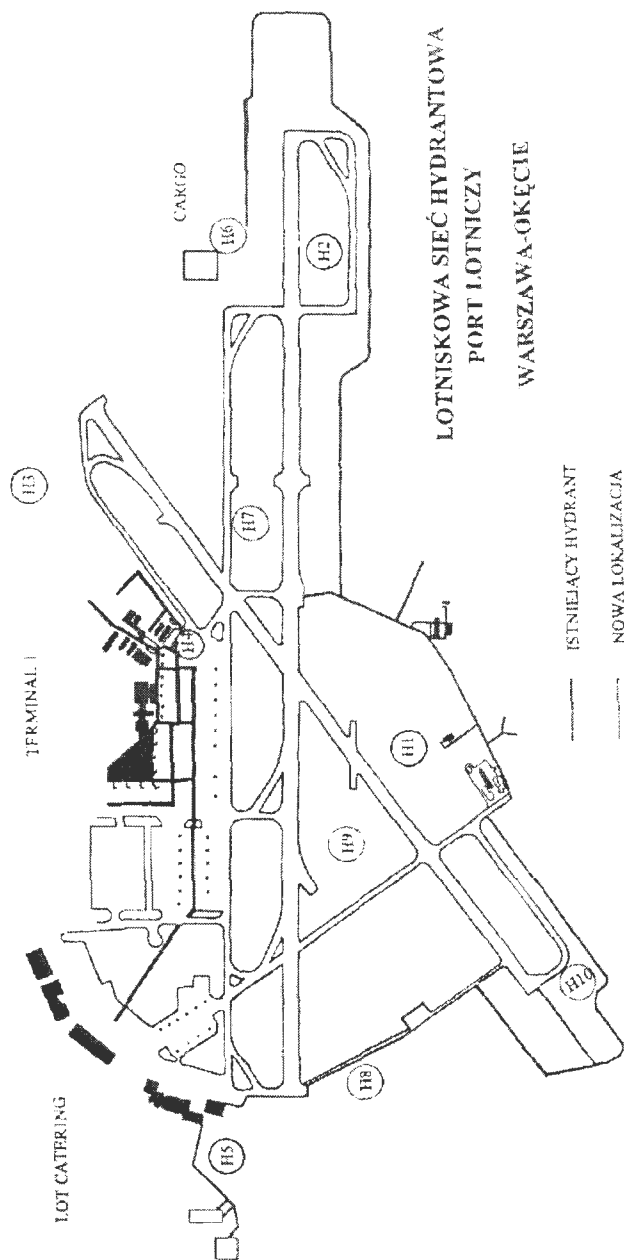 LOTNISKOWA SIEĆ HYDRANTOWA
PORT LOTNICZY
WARSZAWA-OKĘCIE
LOT CATERING
TERMINAL 1
CARGO
H3
H6
H2
H7
H4
H1
H9
H5
H8
H10
ISTNIEJĄCY HYDRANT
NOWA LOKALIZACJA